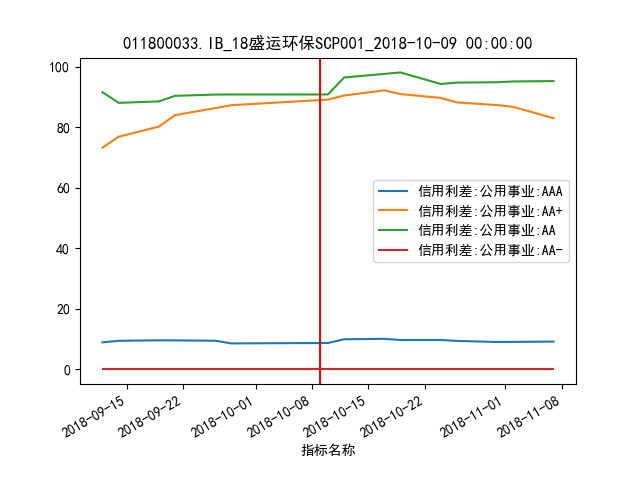 011800033.IB_18盛运环保SCP001_2018-10-09 00:00:00
100
80
60
40
20
0
信用利差:公用事业:AAA
信用利差:公用事业:AA+
信用利差:公用事业:AA
信用利差:公用事业:AA-
2018-09-15
2018-09-22
2018-10-01
2018-10-08
2018-10-15
2018-10-22
2018-11-01
2018-11-08
指标名称